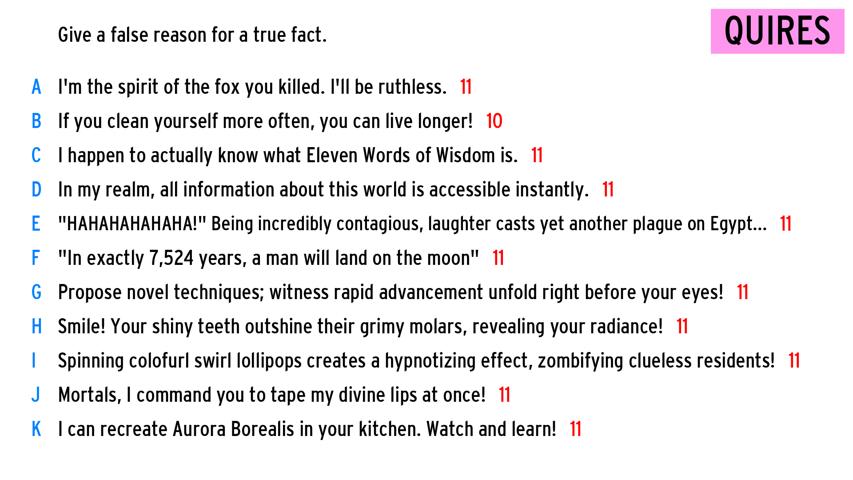 Give a false reason for a true fact.
QUIRES
A I'm the spirit of the fox you killed. I'll be ruthless. 11
B If you clean yourself more often, you can live longer! 10
C I happen to actually know what Eleven Words of Wisdom is. 11
D In my realm, all information about this world is accessible instantly. 11
E "HAHAHAHAHAHA!" Being incredibly contagious, laughter casts yet another plague on Egypt... 11
F "In exactly 7,524 years, a man will land on the moon" 11
G Propose novel techniques; witness rapid advancement unfold right before your eyes! 11
H Smile! Your shiny teeth outshine their grimy molars, revealing your radiance! 11
I Spinning colofurl swirl lollipops creates a hypnotizing effect, zombifying clueless residents! 11
J Mortals, I command you to tape my divine lips at once! 11
K I can recreate Aurora Borealis in your kitchen. Watch and learn! 11